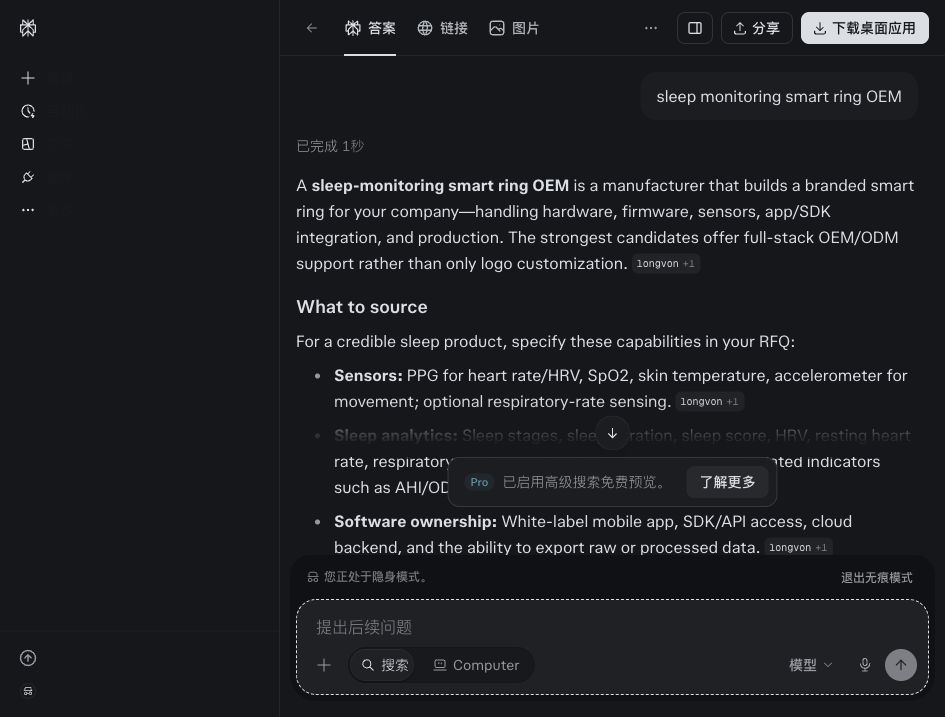 答案
链接
图片
分享
下载桌面应用
sleep monitoring smart ring OEM
已完成 1秒
A sleep-monitoring smart ring OEM is a manufacturer that builds a branded smart
ring for your company—handling hardware, firmware, sensors, app/SDK
integration, and production. The strongest candidates offer full-stack OEM/ODM
support rather than only logo customization. longvon +1
What to source
For a credible sleep product, specify these capabilities in your RFQ:
Sensors: PPG for heart rate/HRV, SpO2, skin temperature, accelerometer for
movement; optional respiratory-rate sensing. longvon +1
Sleep analytics: Sleep stages, sleep ration, sleep score, HRV, resting heart
rate, respiratory ted indicators
such as AHI/OD
Pro 已启用高级搜索免费预览。 了解更多
Software ownership: White-label mobile app, SDK/API access, cloud
backend, and the ability to export raw or processed data. longvon +1
您正处于隐身模式。 退出无痕模式
提出后续问题
搜索 Computer 模型